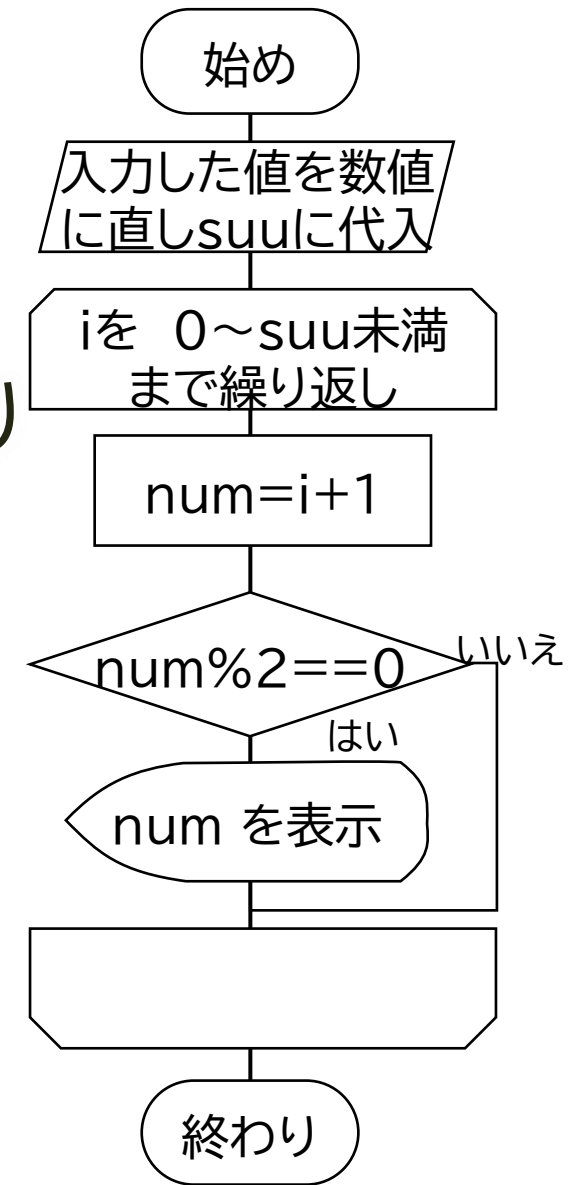 始め
入力した値を数値
に直しsuuに代入
iを 0～suu未満
まで繰り返し
り
num=i+1
num%2==0
いいえ
はい
num を表示
終わり